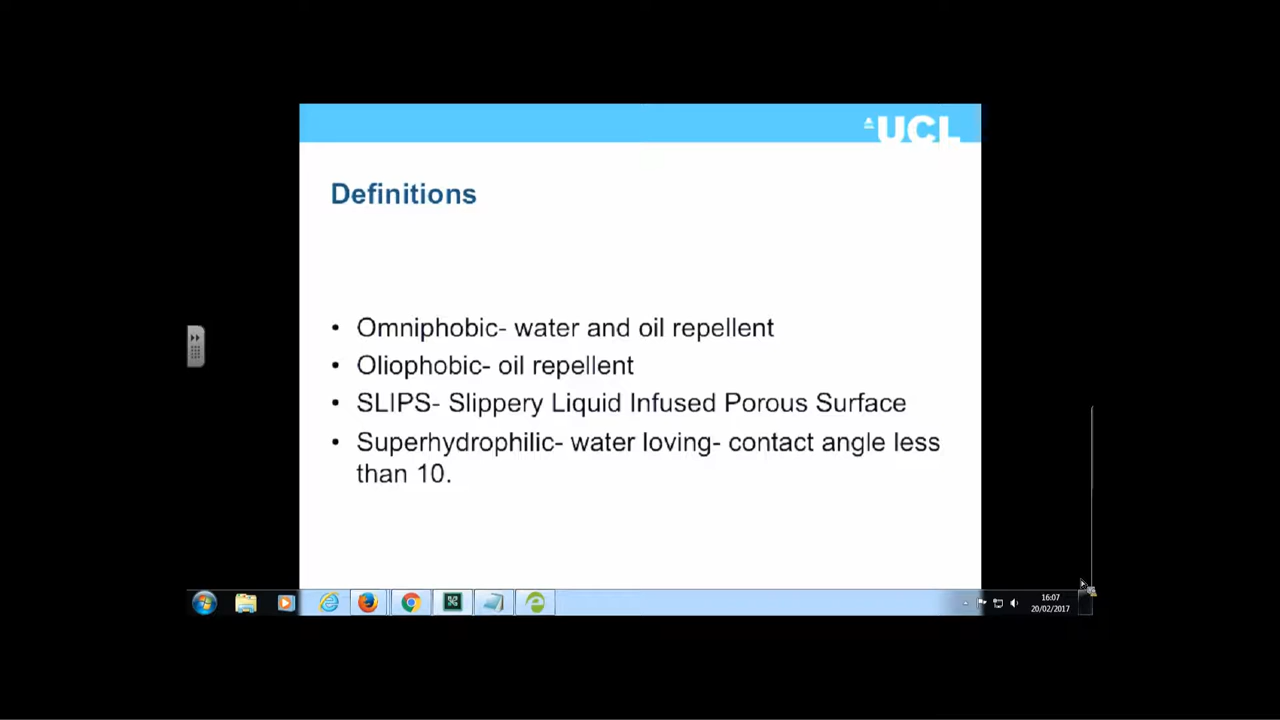 UCL
Definitions
• Omniphobic- water and oil repellent
• Oliophobic- oil repellent
• SLIPS- Slippery Liquid Infused Porous Surface
• Superhydrophilic- water loving- contact angle less
than 10.
16:07
20/02/2017